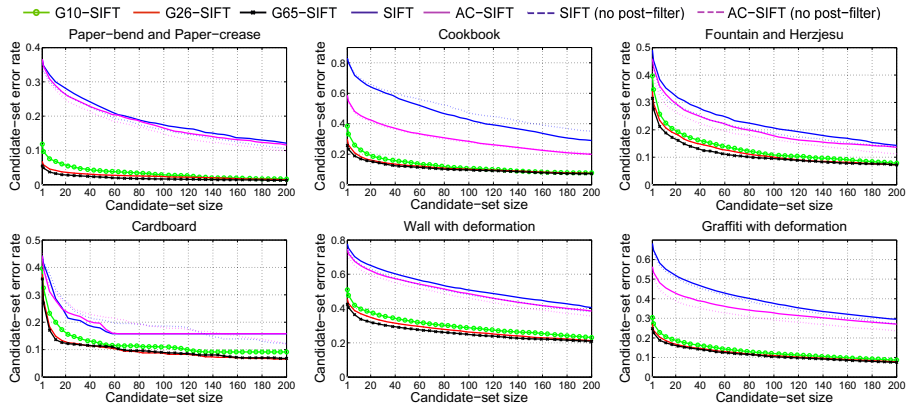 G10−SIFT G26−SIFT G65−SIFT SIFT AC−SIFT SIFT (no post−filter) AC−SIFT (no post−filter)
Paper−bend and Paper−crease Cookbook Fountain and Herzjesu
Candidate−set error rate Candidate−set error rate Candidate−set error rate
0.4 0.3 0.2 0.1 0
0.8 0.6 0.4 0.2 0
0.5 0.4 0.3 0.2 0.1 0
1 20 40 60 80 100 120 140 160 180 200
1 20 40 60 80 100 120 140 160 180 200
1 20 40 60 80 100 120 140 160 180 200
Candidate−set size Candidate−set size Candidate−set size
Cardboard Wall with deformation Graffiti with deformation
Candidate−set error rate Candidate−set error rate Candidate−set error rate
0.5 0.4 0.3 0.2 0.1 0
0.8 0.6 0.4 0.2 0
0.6 0.5 0.4 0.3 0.2 0.1 0
1 20 40 60 80 100 120 140 160 180 200
1 20 40 60 80 100 120 140 160 180 200
1 20 40 60 80 100 120 140 160 180 200
Candidate−set size Candidate−set size Candidate−set size